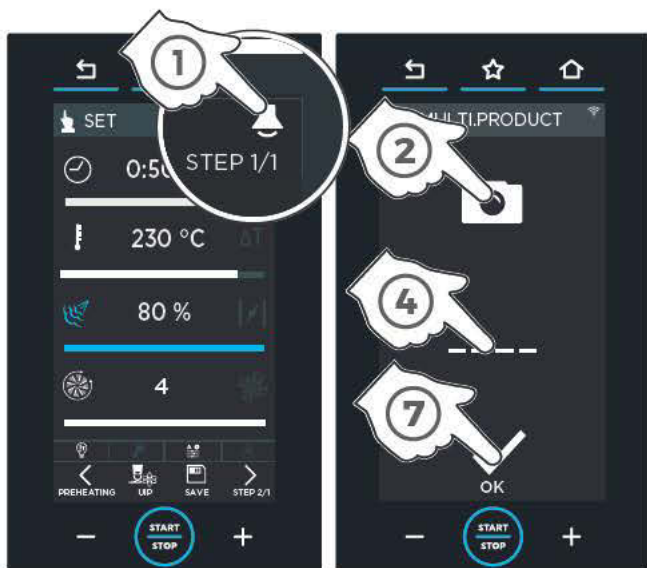 1
SET
STEP 1/1
0:50
230 °C
ΔT
80 %
4
PREHEATING
UIP
SAVE
STEP 2/1
−
START
STOP
+
MULTI.PRODUCT
2
4
7
OK
−
START
STOP
+